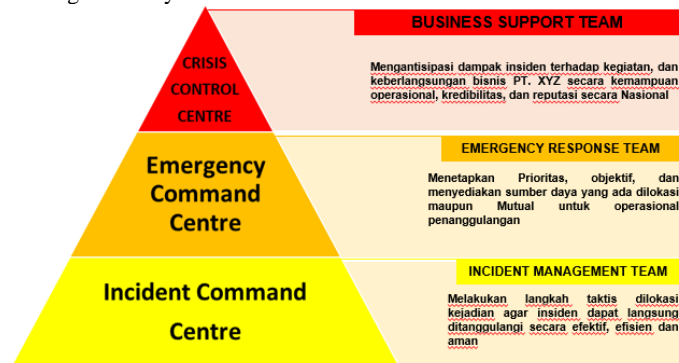 BUSINESS SUPPORT TEAM
CRISIS
CONTROL
CENTRE
Mengantisipasi dampak insiden terhadap kegiatan, dan
keberlangsungan bisnis PT. XYZ secara kemampuan
operasional, kredibilitas, dan reputasi secara Nasional
EMERGENCY RESPONSE TEAM
Emergency
Command
Centre
Menetapkan Prioritas, objektif, dan
menyediakan sumber daya yang ada dilokasi
maupun Mutual untuk operasional
penanggulangan
INCIDENT MANAGEMENT TEAM
Incident Command
Centre
Melakukan langkah taktis dilokasi
kejadian agar insiden dapat langsung
ditanggulangi secara efektif, efisien dan
aman